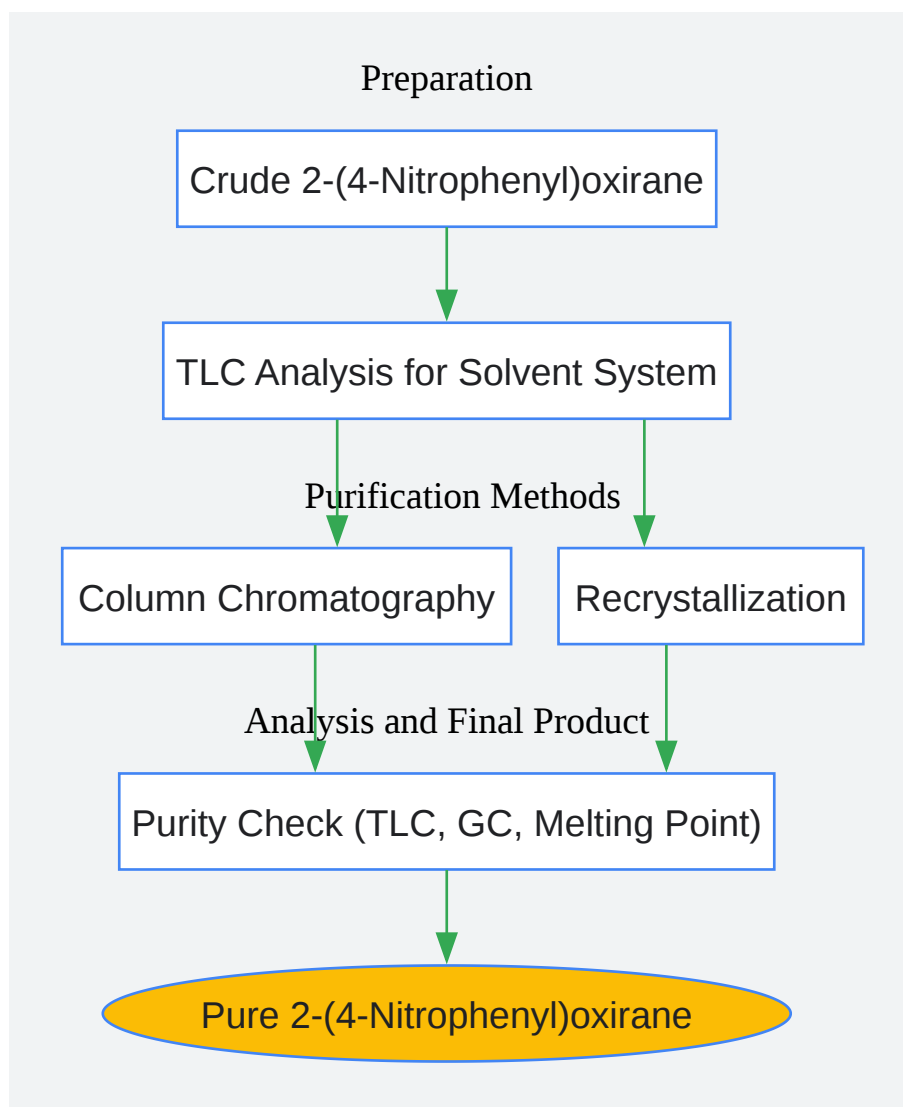 Preparation
Crude 2-(4-Nitrophenyl)oxirane
TLC Analysis for Solvent System
Purification Methods
Column Chromatography
Recrystallization
Analysis and Final Product
Purity Check (TLC, GC, Melting Point)
Pure 2-(4-Nitrophenyl)oxirane